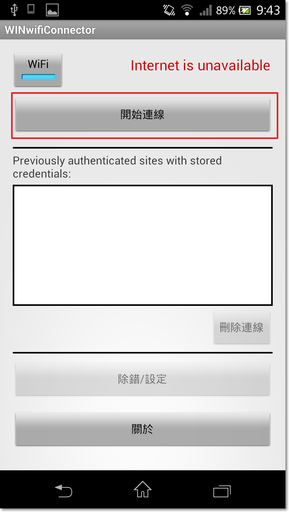 89% 9:43
WINwifiConnector
WiFi
Internet is unavailable
開始連線
Previously authenticated sites with stored
credentials:
刪除連線
除錯/設定
關於